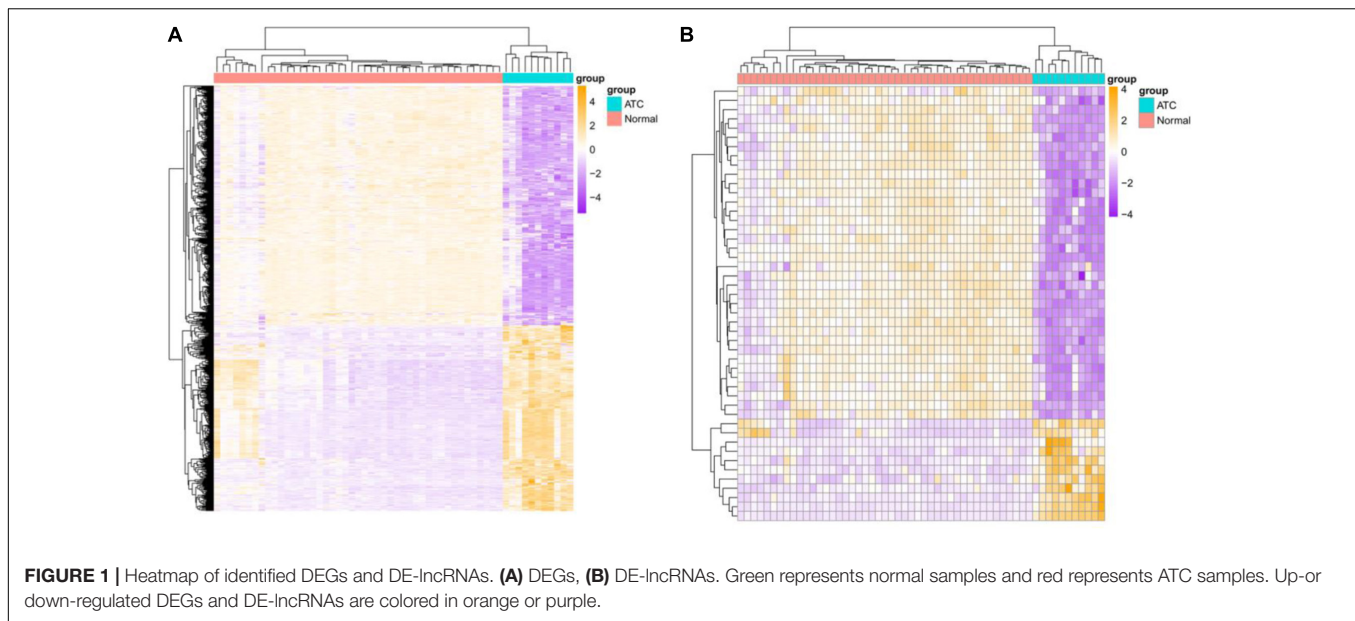 A
group
4
2
0
−2
−4
group
ATC
Normal
B
group
4
2
0
−2
−4
group
ATC
Normal
FIGURE 1 | Heatmap of identified DEGs and DE-lncRNAs. (A) DEGs, (B) DE-lncRNAs. Green represents normal samples and red represents ATC samples. Up-or
down-regulated DEGs and DE-lncRNAs are colored in orange or purple.